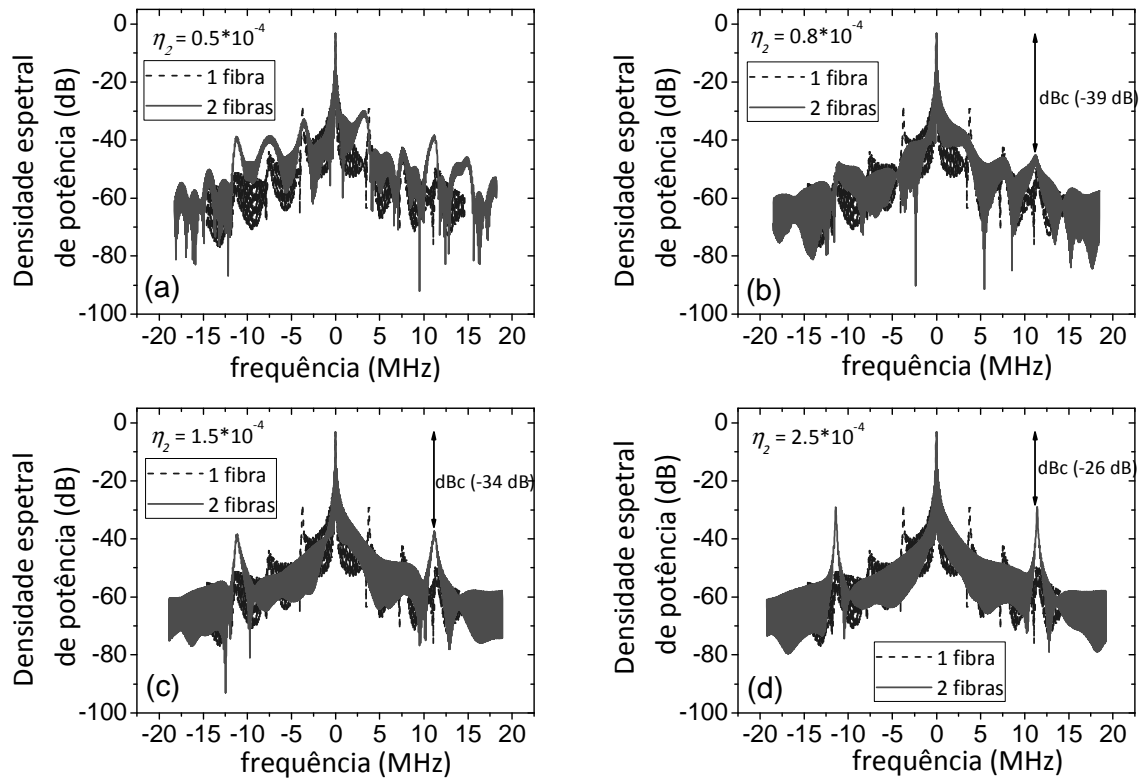 η₂ = 0.5*10⁻⁴
1 fibra
2 fibras
Densidade espetral
de potência (dB)
0
-20
-40
-60
-80
-100
(a)
-20 -15 -10 -5 0 5 10 15 20
frequência (MHz)
η₂ = 0.8*10⁻⁴
1 fibra
2 fibras
dBc (-39 dB)
Densidade espetral
de potência (dB)
0
-20
-40
-60
-80
-100
(b)
-20 -15 -10 -5 0 5 10 15 20
frequência (MHz)
η₂ = 1.5*10⁻⁴
1 fibra
2 fibras
dBc (-34 dB)
Densidade espetral
de potência (dB)
0
-20
-40
-60
-80
-100
(c)
-20 -15 -10 -5 0 5 10 15 20
frequência (MHz)
η₂ = 2.5*10⁻⁴
dBc (-26 dB)
1 fibra
2 fibras
Densidade espetral
de potência (dB)
0
-20
-40
-60
-80
-100
(d)
-20 -15 -10 -5 0 5 10 15 20
frequência (MHz)